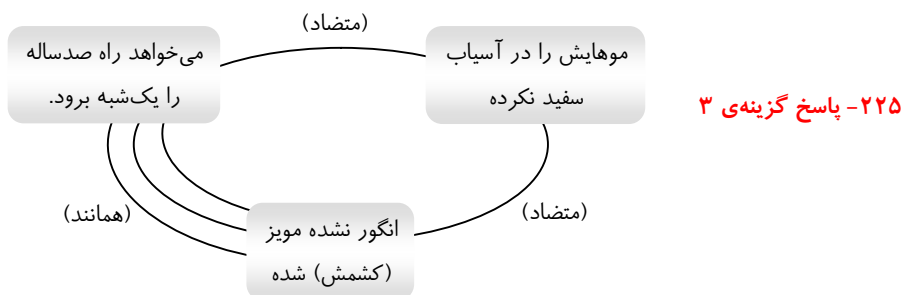 ۲۲۵- پاسخ گزینه‌ی ۳
(متضاد)
موهایش را در آسیاب
سفید نکرده
می‌خواهد راه صدساله
را یک‌شبه برود.
(متضاد)
(همانند)
انگور نشده مویز
(کشمش) شده